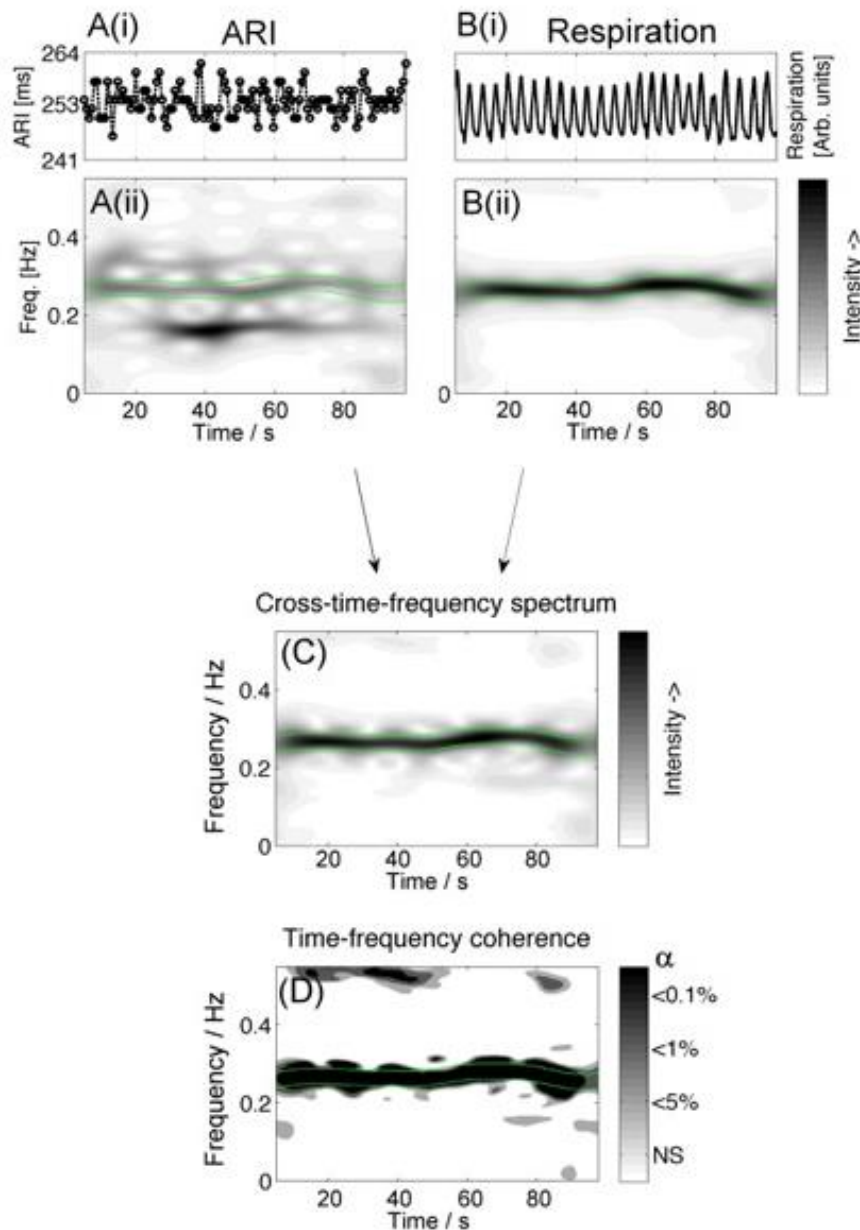 A(i) ARI
264
253
241
ARI [ms]
B(i) Respiration
Respiration
[Arb. units]
A(ii)
0.4
0.2
0
Freq. [Hz]
20 40 60 80
Time / s
B(ii)
0
20 40 60 80
Time / s
Intensity ->
Cross-time-frequency spectrum
(C)
0.4
0.2
0
Frequency / Hz
20 40 60 80
Time / s
Intensity ->
Time-frequency coherence
(D)
0.4
0.2
0
Frequency / Hz
20 40 60 80
Time / s
α
<0.1%
<1%
<5%
NS